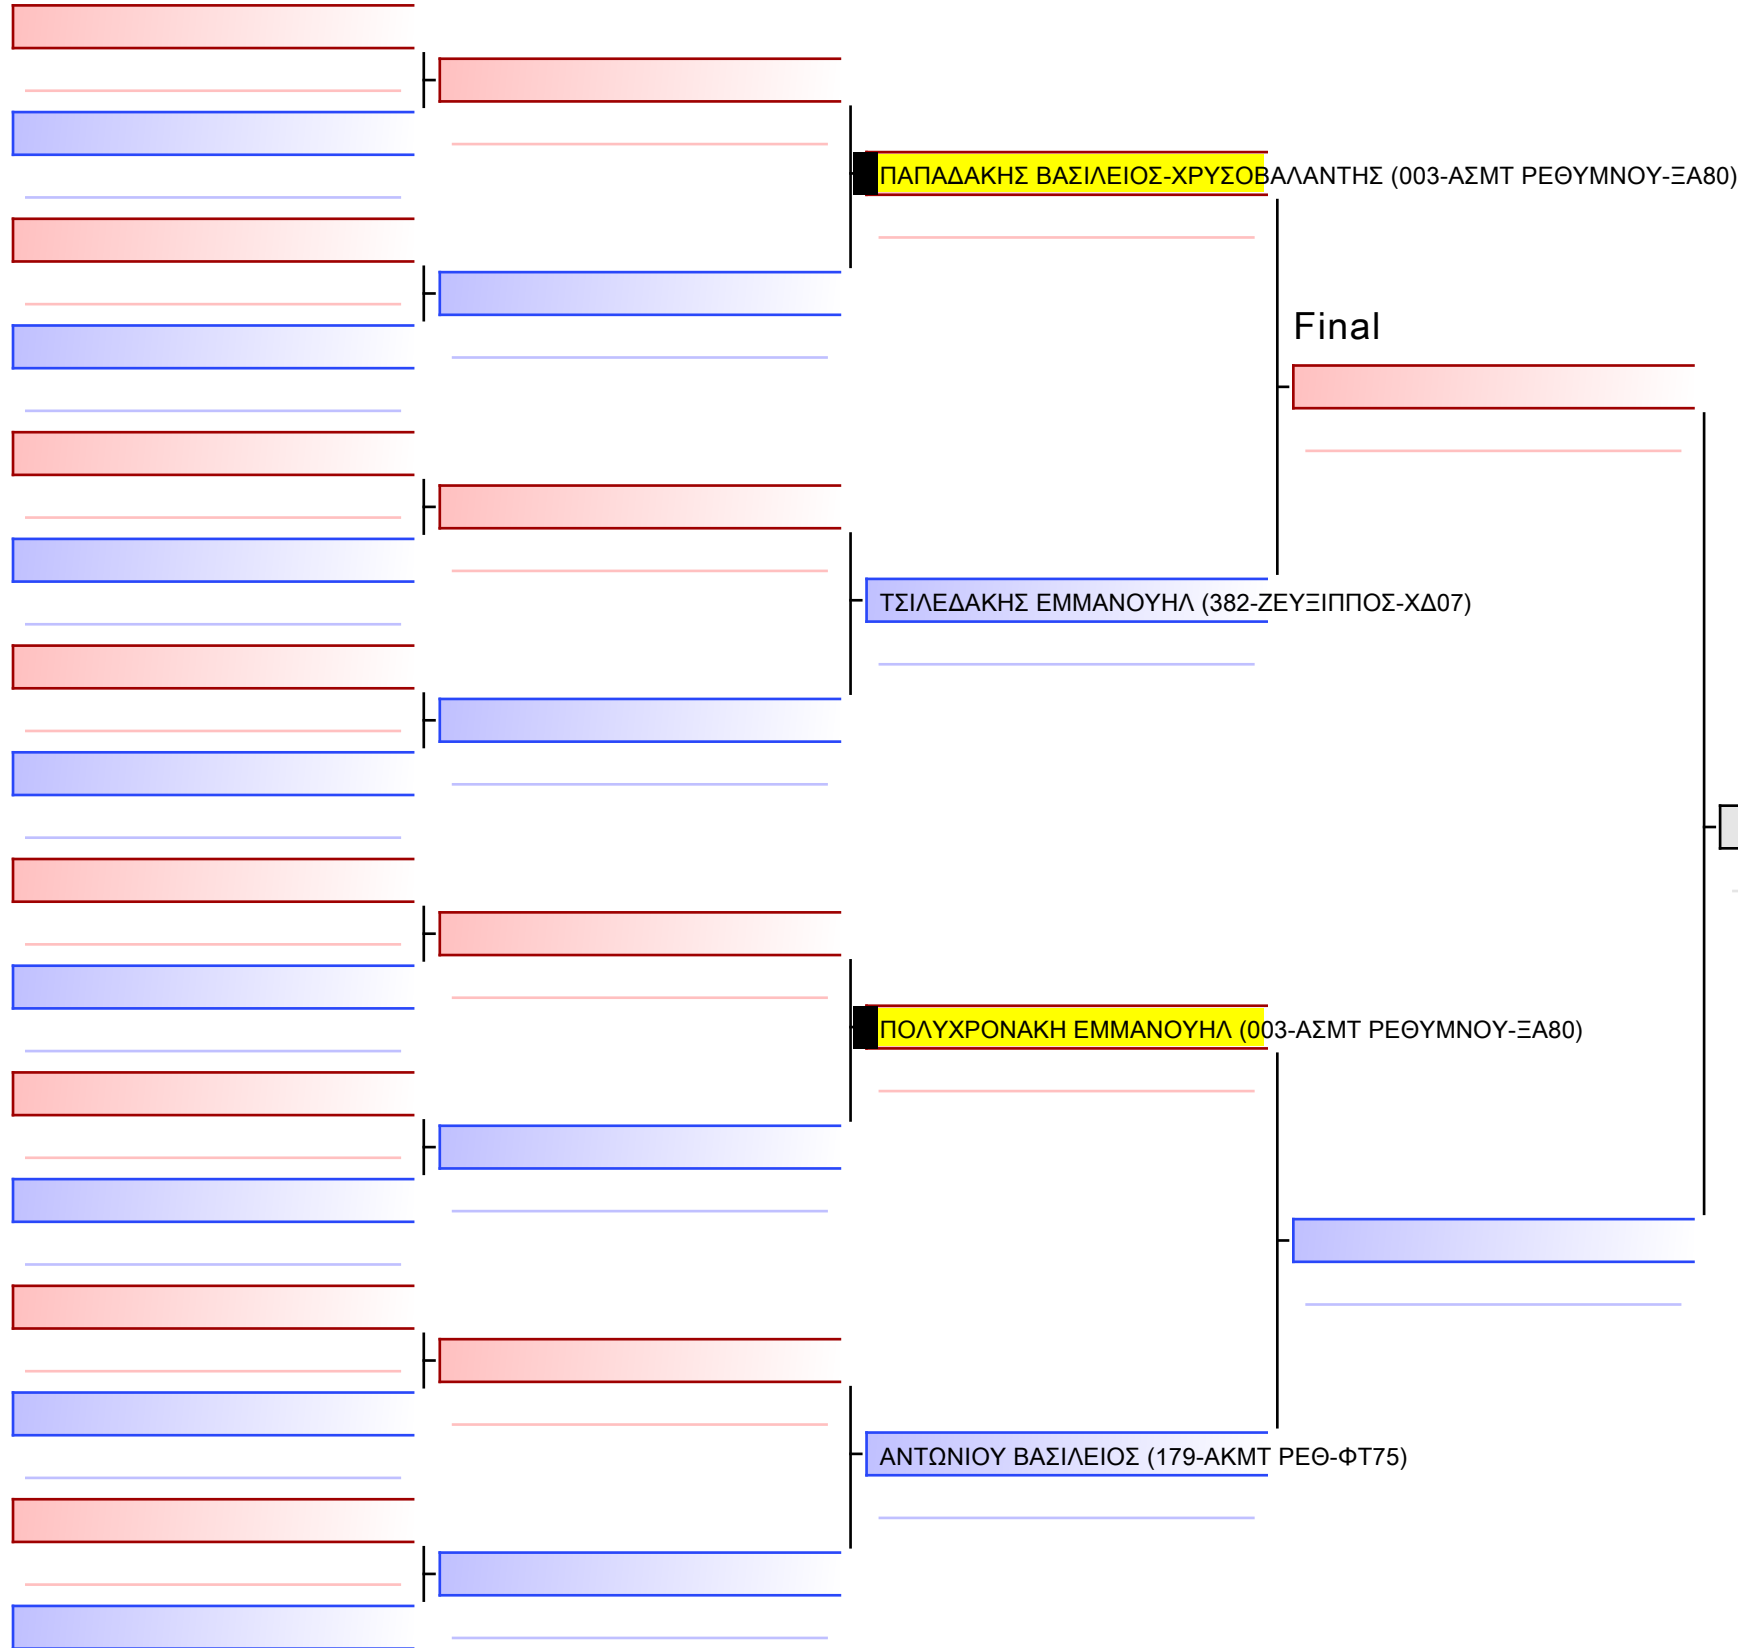 ΠΑΠΑΔΑΚΗΣ ΒΑΣΙΛΕΙΟΣ-ΧΡΥΣΟΒΑΛΑΝΤΗΣ (003-ΑΣΜΤ ΡΕΘΥΜΝΟΥ-ΞΑ80)
Final
ΤΣΙΛΕΔΑΚΗΣ ΕΜΜΑΝΟΥΗΛ (382-ΖΕΥΞΙΠΠΟΣ-ΧΔ07)
ΠΟΛΥΧΡΟΝΑΚΗ ΕΜΜΑΝΟΥΗΛ (003-ΑΣΜΤ ΡΕΘΥΜΝΟΥ-ΞΑ80)
ΑΝΤΩΝΙΟΥ ΒΑΣΙΛΕΙΟΣ (179-ΑΚΜΤ ΡΕΘ-ΦΤ75)